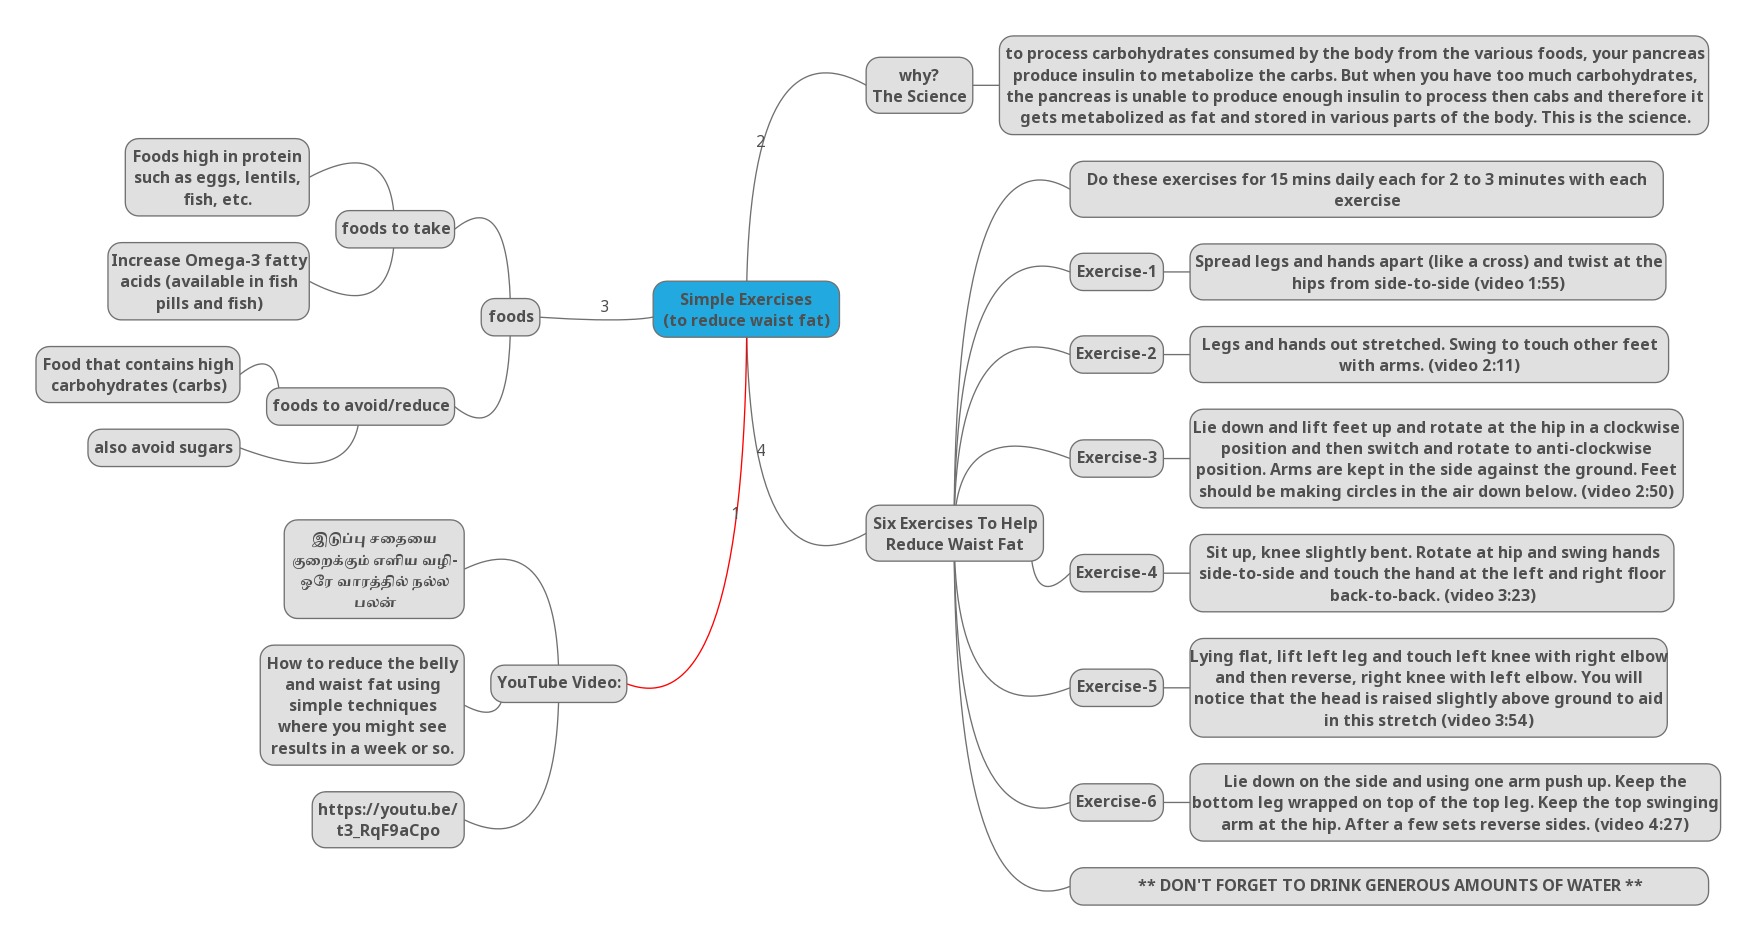 Simple Exercises
(to reduce waist fat)
1
YouTube Video:
இடுப்பு சதையை
குறைக்கும் எளிய வழி-
ஒரே வாரத்தில் நல்ல
பலன்
How to reduce the belly
and waist fat using
simple techniques
where you might see
results in a week or so.
https://youtu.be/
t3_RqF9aCpo
2
why?
The Science
to process carbohydrates consumed by the body from the various foods, your pancreas
produce insulin to metabolize the carbs. But when you have too much carbohydrates,
the pancreas is unable to produce enough insulin to process then cabs and therefore it
gets metabolized as fat and stored in various parts of the body. This is the science.
3
foods
foods to take
Foods high in protein
such as eggs, lentils,
fish, etc.
Increase Omega-3 fatty
acids (available in fish
pills and fish)
foods to avoid/reduce
Food that contains high
carbohydrates (carbs)
also avoid sugars
4
Six Exercises To Help
Reduce Waist Fat
Do these exercises for 15 mins daily each for 2 to 3 minutes with each
exercise
Exercise-1
Spread legs and hands apart (like a cross) and twist at the
hips from side-to-side (video 1:55)
Exercise-2
Legs and hands out stretched. Swing to touch other feet
with arms. (video 2:11)
Exercise-3
Lie down and lift feet up and rotate at the hip in a clockwise
position and then switch and rotate to anti-clockwise
position. Arms are kept in the side against the ground. Feet
should be making circles in the air down below. (video 2:50)
Exercise-4
Sit up, knee slightly bent. Rotate at hip and swing hands
side-to-side and touch the hand at the left and right floor
back-to-back. (video 3:23)
Exercise-5
Lying flat, lift left leg and touch left knee with right elbow
and then reverse, right knee with left elbow. You will
notice that the head is raised slightly above ground to aid
in this stretch (video 3:54)
Exercise-6
Lie down on the side and using one arm push up. Keep the
bottom leg wrapped on top of the top leg. Keep the top swinging
arm at the hip. After a few sets reverse sides. (video 4:27)
** DON'T FORGET TO DRINK GENEROUS AMOUNTS OF WATER **